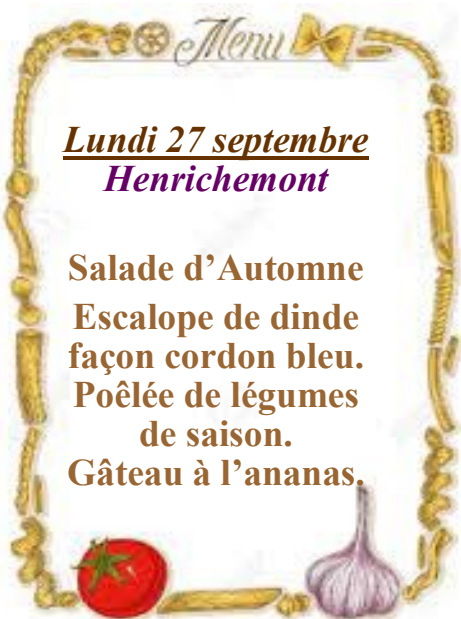 Menu
Lundi 27 septembre
Henrichemont
Salade d’Automne
Escalope de dinde
façon cordon bleu.
Poêlée de légumes
de saison.
Gâteau à l’ananas.